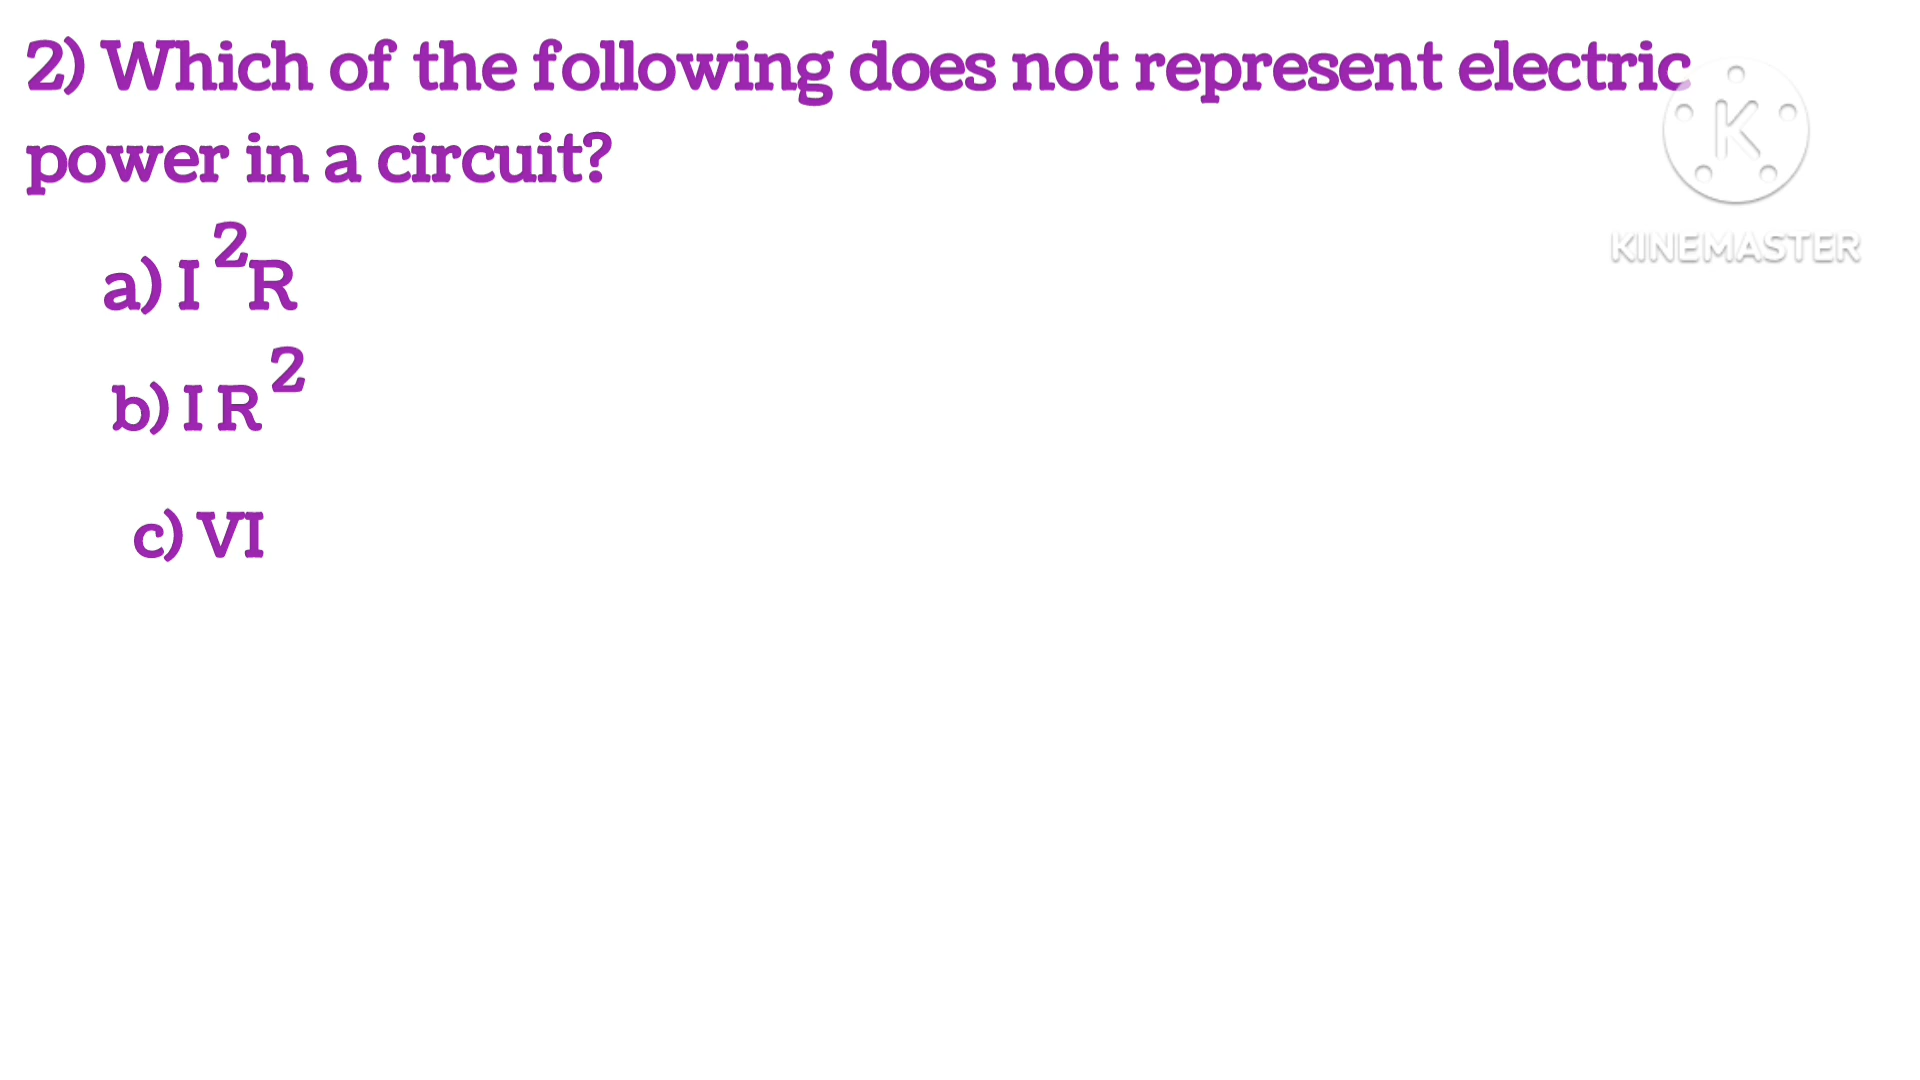 2) Which of the following does not represent electric
power in a circuit?
a) I²R
b) I R²
c) VI
K
KINEMASTER